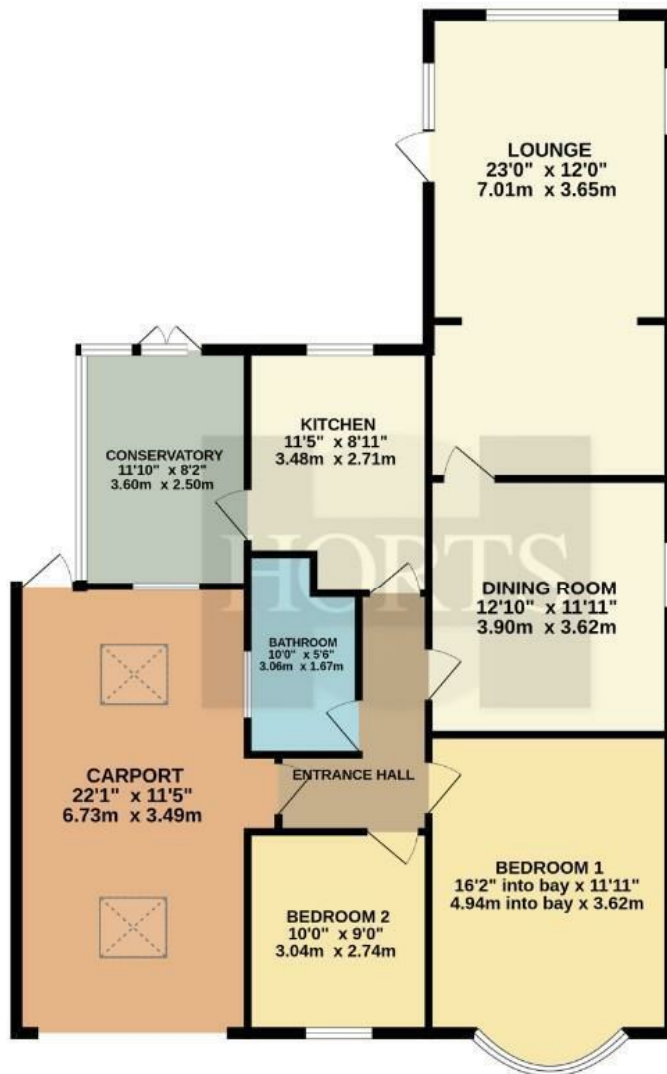 LOUNGE
23'0" x 12'0"
7.01m x 3.65m
KITCHEN
11'5" x 8'11"
3.48m x 2.71m
CONSERVATORY
11'10" x 8'2"
3.60m x 2.50m
HORTS
DINING ROOM
12'10" x 11'11"
3.90m x 3.62m
BATHROOM
10'0" x 5'6"
3.06m x 1.67m
CARPORT
22'1" x 11'5"
6.73m x 3.49m
ENTRANCE HALL
BEDROOM 1
16'2" into bay x 11'11"
4.94m into bay x 3.62m
BEDROOM 2
10'0" x 9'0"
3.04m x 2.74m